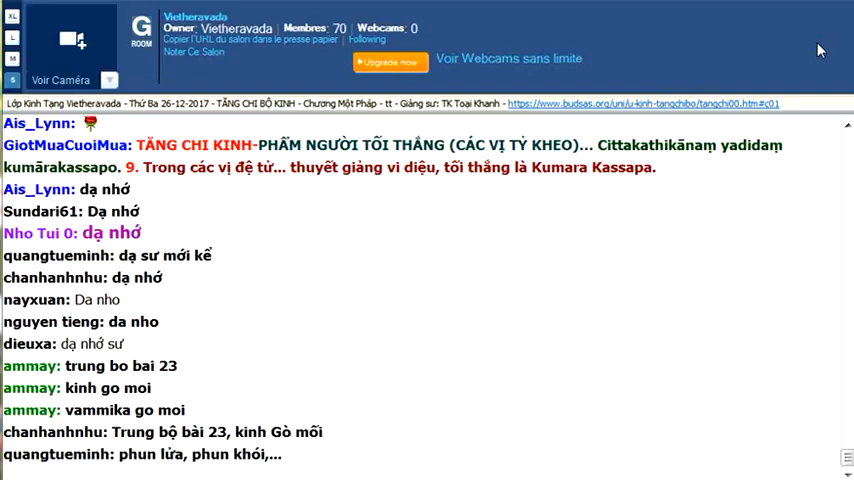 XL
L
M
S
Voir Caméra
G
ROOM
Vietheravada
Owner: Vietheravada Membres: 70 Webcams: 0
Copier l'URL du salon dans le presse papier Following
Noter Ce Salon
Upgrade now
Voir Webcams sans limite
Lớp Kinh Tạng Vietheravada - Thứ Ba 26-12-2017 - TĂNG CHI BỘ KINH - Chương Một Pháp - tt - Giảng sư: TK Toại Khanh - https://www.budsas.org/uni/u-kinh-tangchibo/tangchi00.htm#c01
Ais_Lynn:
GiotMuaCuoiMua: TĂNG CHI KINH-PHẨM NGƯỜI TỐI THẮNG (CÁC VỊ TỶ KHEO)... Cittakathikānaṃ yadidaṃ
kumārakassapo. 9. Trong các vị đệ tử... thuyết giảng vi diệu, tối thắng là Kumara Kassapa.
Ais_Lynn: dạ nhớ
Sundari61: Dạ nhớ
Nho Tui 0: dạ nhớ
quangtueminh: dạ sư mới kể
chanhanhnhu: dạ nhớ
nayxuan: Da nho
nguyen tieng: da nho
dieuxa: dạ nhớ sư
ammay: trung bo bai 23
ammay: kinh go moi
ammay: vammika go moi
chanhanhnhu: Trung bộ bài 23, kinh Gò mối
quangtueminh: phun lửa, phun khói,...